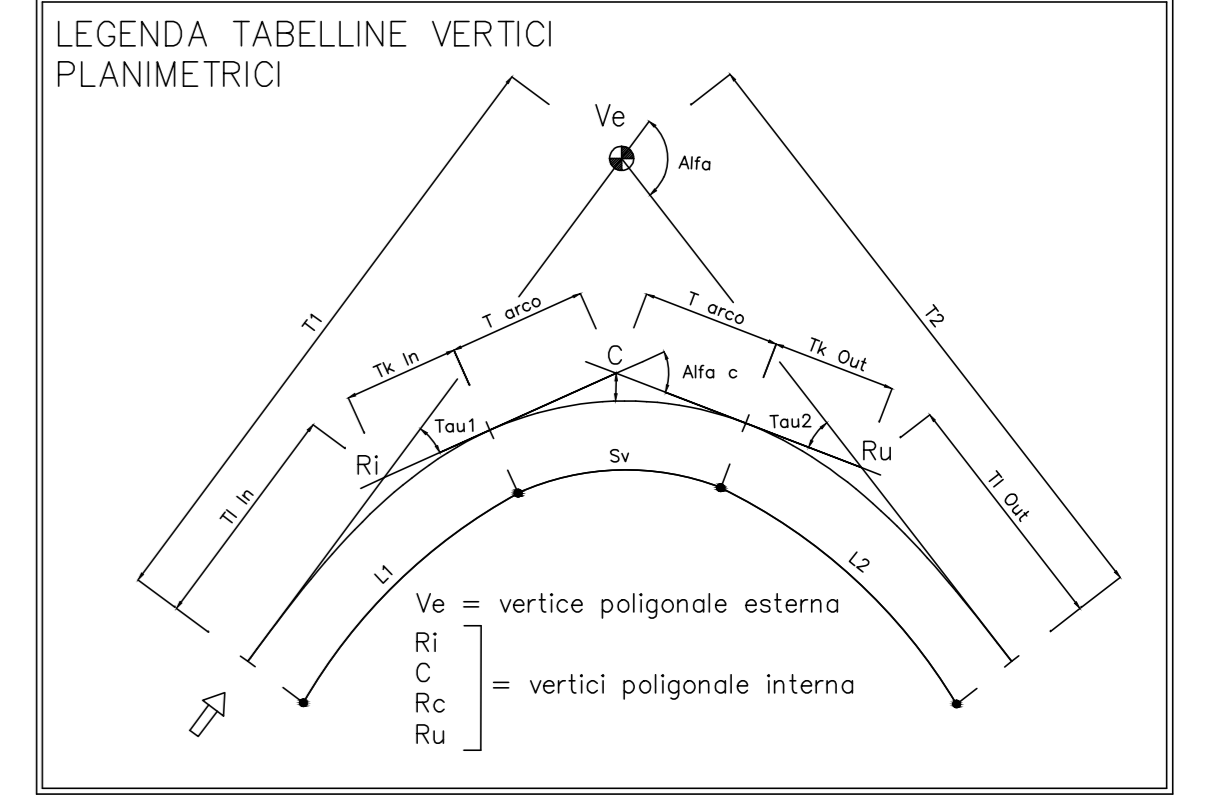 LEGENDA TABELLINE VERTICI
PLANIMETRICI
Ve
Alfa
T1
T2
T arco
T arco
Tk In
Tk Out
C
Alfa c
Tau1
Tau2
Ri
Ru
Tl In
Tl Out
Sv
L1
L2
Ve = vertice poligonale esterna
Ri
C
Rc
Ru
= vertici poligonale interna